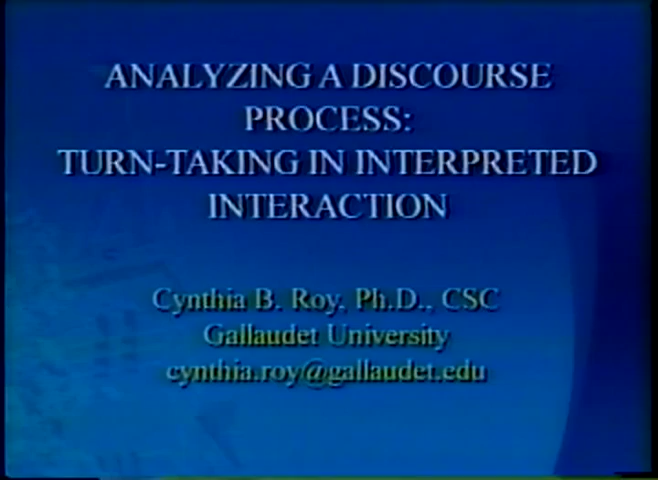 ANALYZING A DISCOURSE
PROCESS:
TURN-TAKING IN INTERPRETED
INTERACTION
Cynthia B. Roy, Ph.D., CSC
Gallaudet University
cynthia.roy@gallaudet.edu